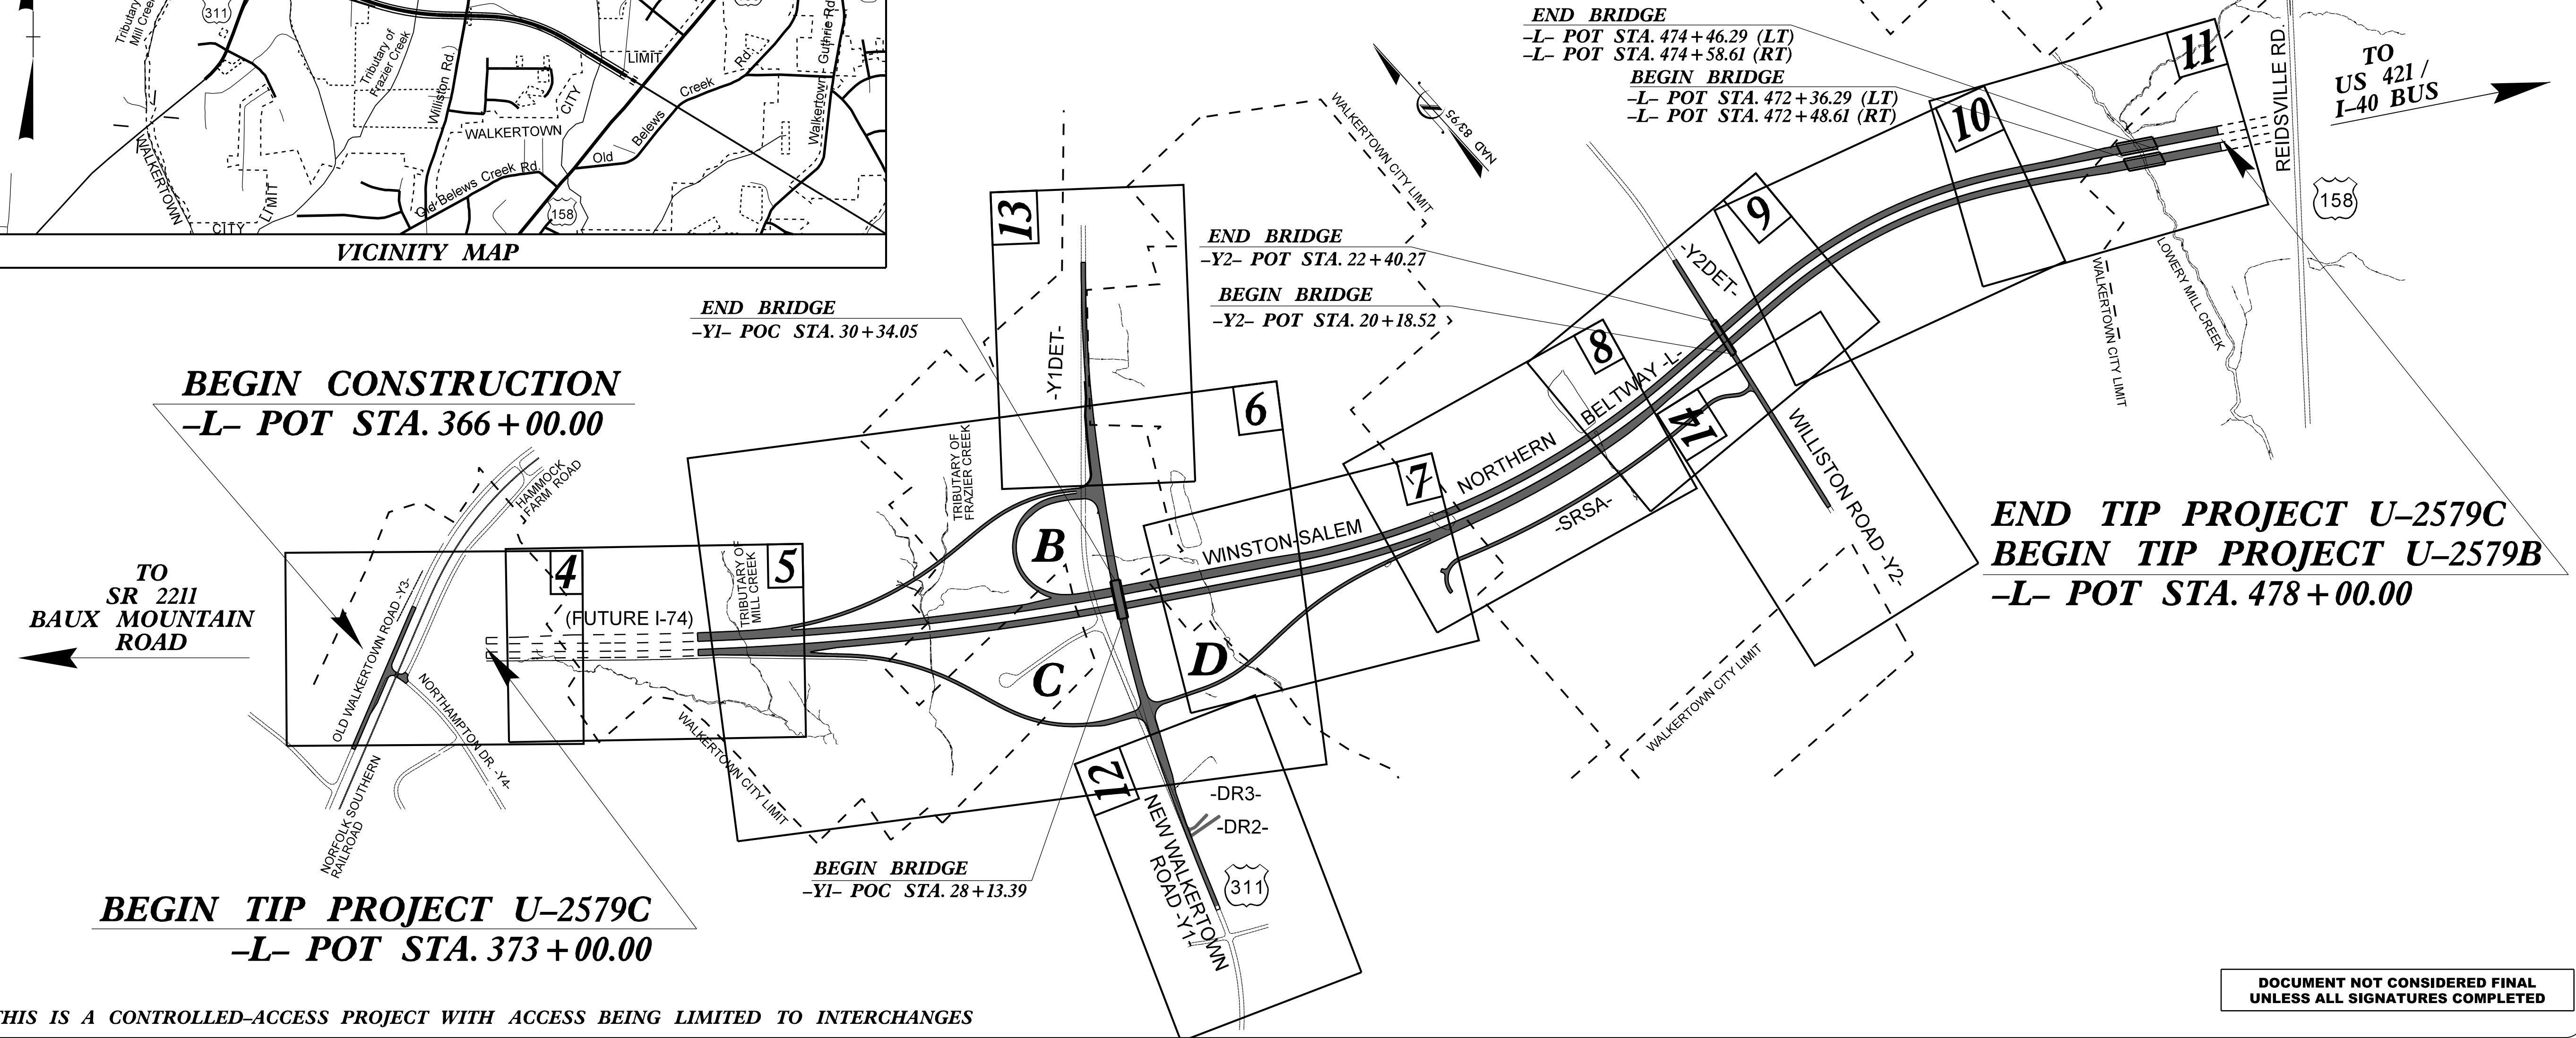 311
Tributary
Mill Creek
Tributary of
Frazier Creek
Williston Rd.
LIMIT
CITY
WALKERTOWN
Creek
Rd.
Belews
Old
Walkertown - Guthrie Rd.
Old Belews Creek Rd.
158
WALKERTOWN
CITY
LIMIT
VICINITY MAP
END BRIDGE
-L- POT STA. 474+46.29 (LT)
-L- POT STA. 474+58.61 (RT)
BEGIN BRIDGE
-L- POT STA. 472+36.29 (LT)
-L- POT STA. 472+48.61 (RT)
NAD 83/95
WALKERTOWN CITY LIMIT
11
10
REIDSVILLE RD.
158
TO
US 421 /
I-40 BUS
LOWERY MILL CREEK
WALKERTOWN CITY LIMIT
9
-Y2DET-
END BRIDGE
-Y2- POT STA. 22+40.27
BEGIN BRIDGE
-Y2- POT STA. 20+18.52
13
-Y1DET-
END BRIDGE
-Y1- POC STA. 30+34.05
BEGIN CONSTRUCTION
-L- POT STA. 366+00.00
8
14
7
6
WINSTON-SALEM NORTHERN BELTWAY -L-
-SRSA-
WILLISTON ROAD -Y2-
END TIP PROJECT U-2579C
BEGIN TIP PROJECT U-2579B
-L- POT STA. 478+00.00
HAMMOCK
FARM ROAD
TRIBUTARY OF
FRAZIER CREEK
B
C
D
4
5
(FUTURE I-74)
TRIBUTARY OF
MILL CREEK
TO
SR 2211
BAUX MOUNTAIN
ROAD
OLD WALKERTOWN ROAD -Y3-
NORTHAMPTON DR. -Y4-
NORFOLK SOUTHERN
RAILROAD
WALKERTOWN CITY LIMIT
WALKERTOWN CITY LIMIT
12
-DR3-
-DR2-
NEW WALKERTOWN
ROAD -Y1-
311
BEGIN BRIDGE
-Y1- POC STA. 28+13.39
BEGIN TIP PROJECT U-2579C
-L- POT STA. 373+00.00
THIS IS A CONTROLLED-ACCESS PROJECT WITH ACCESS BEING LIMITED TO INTERCHANGES
DOCUMENT NOT CONSIDERED FINAL
UNLESS ALL SIGNATURES COMPLETED